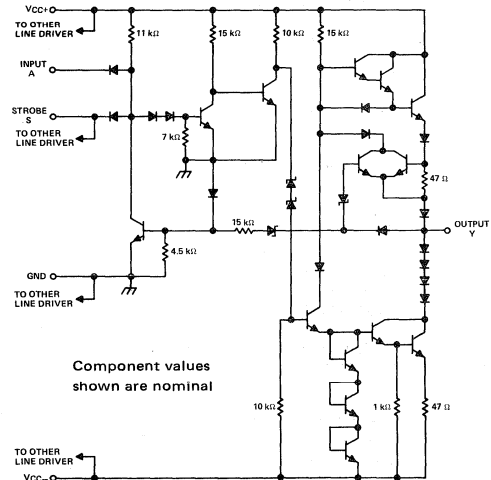 VCC+
TO OTHER
LINE DRIVER
11 kΩ
15 kΩ
10 kΩ
15 kΩ
INPUT
A
STROBE
S
TO OTHER
LINE DRIVER
7 kΩ
47 Ω
15 kΩ
OUTPUT
Y
4.5 kΩ
GND
TO OTHER
LINE DRIVER
Component values
shown are nominal
10 kΩ
1 kΩ
47 Ω
TO OTHER
LINE DRIVER
VCC−